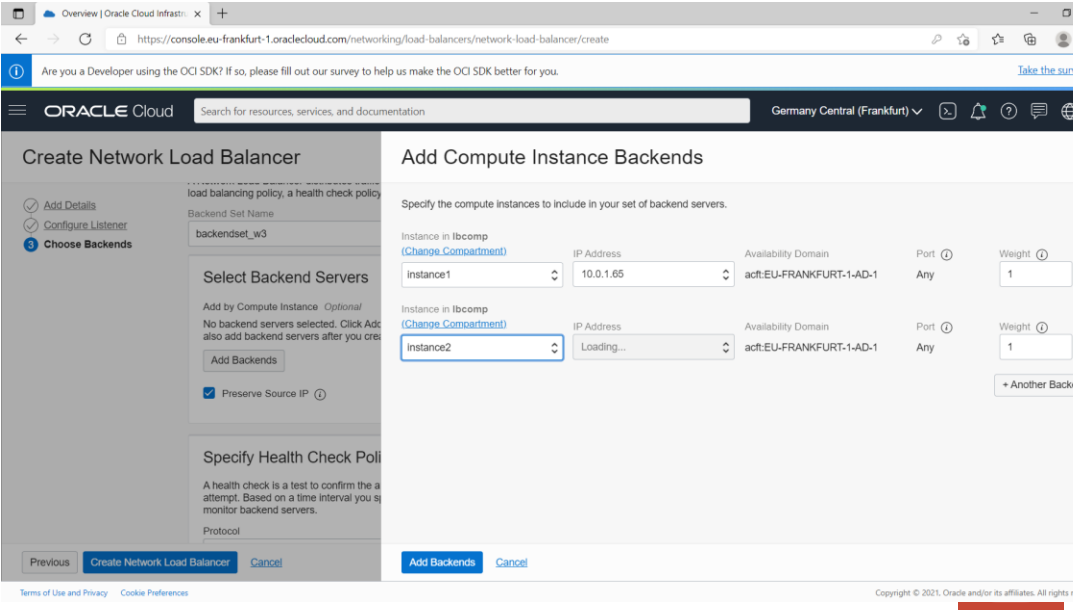 Overview | Oracle Cloud Infrastr
https://console.eu-frankfurt-1.oraclecloud.com/networking/load-balancers/network-load-balancer/create
Are you a Developer using the OCI SDK? If so, please fill out our survey to help us make the OCI SDK better for you.
Take the sur
ORACLE Cloud
Search for resources, services, and documentation
Germany Central (Frankfurt)
Create Network Load Balancer
Add Details
Configure Listener
3 Choose Backends
load balancing policy, a health check policy
Backend Set Name
backendset_w3
Select Backend Servers
Add by Compute Instance Optional
No backend servers selected. Click Add
also add backend servers after you crea
Add Backends
Preserve Source IP
Specify Health Check Poli
A health check is a test to confirm the a
attempt. Based on a time interval you sp
monitor backend servers.
Protocol
Previous
Create Network Load Balancer
Cancel
Add Compute Instance Backends
Specify the compute instances to include in your set of backend servers.
Instance in lbcomp
(Change Compartment)
IP Address
Availability Domain
Port
Weight
instance1
10.0.1.65
acft:EU-FRANKFURT-1-AD-1
Any
1
Instance in lbcomp
(Change Compartment)
IP Address
Availability Domain
Port
Weight
instance2
Loading...
acft:EU-FRANKFURT-1-AD-1
Any
1
+ Another Back
Add Backends
Cancel
Terms of Use and Privacy
Cookie Preferences
Copyright © 2021, Oracle and/or its affiliates. All rights